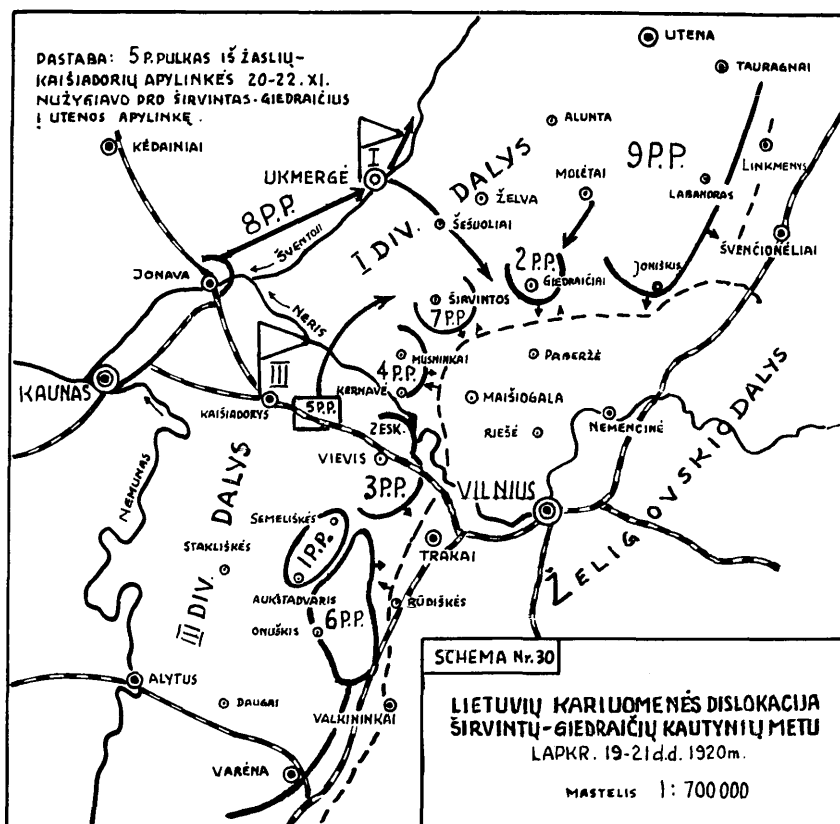 PASTABA: 5 P.PULKAS IŠ ŽASLIŲ-
KAIŠIADORIŲ APYLINKĖS 20-22.XI.
NUŽYGIAVO PRO ŠIRVINTAS-GIEDRAIČIUS
Į UTENOS APYLINKĘ.
UTENA
TAURAGNAI
ALUNTA
KĖDAINIAI
I
UKMERGĖ
DALYS
MOLĖTAI
9 P.P.
LINKMENYS
ŽELVA
LABANORAS
8 P.P.
ŠEŠUOLIAI
ŠVENTOJI
I DIV.
ŠVENČIONĖLIAI
JONAVA
2 P.P.
GIEDRAIČIAI
JONIŠKIS
ŠIRVINTOS
7 P.P
NERIS
MUSNINKAI
PABERŽĖ
III
4 P.P.
KAUNAS
KERNAVĖ
MAIŠIOGALA
KAIŠIADORYS
5 P.P.
NEMENČINĖ
2 ESK.
RIEŠĖ
VIEVIS
ŽELIGOVSKIO DALYS
NEMUNAS
DALYS
3 P.P.
VILNIUS
SEMELIŠKĖS
TRAKAI
STAKLIŠKĖS
1 P.P.
III DIV.
AUKŠTADVARIS
6 P.P.
RŪDIŠKĖS
ONUŠKIS
ALYTUS
DAUGAI
VALKININKAI
VARĖNA
SCHEMA Nr.30
LIETUVIŲ KARIUOMENĖS DISLOKACIJA
ŠIRVINTŲ-GIEDRAIČIŲ KAUTYNIŲ METU
LAPKR. 19-21 d.d. 1920 m.
MASTELIS 1: 700 000